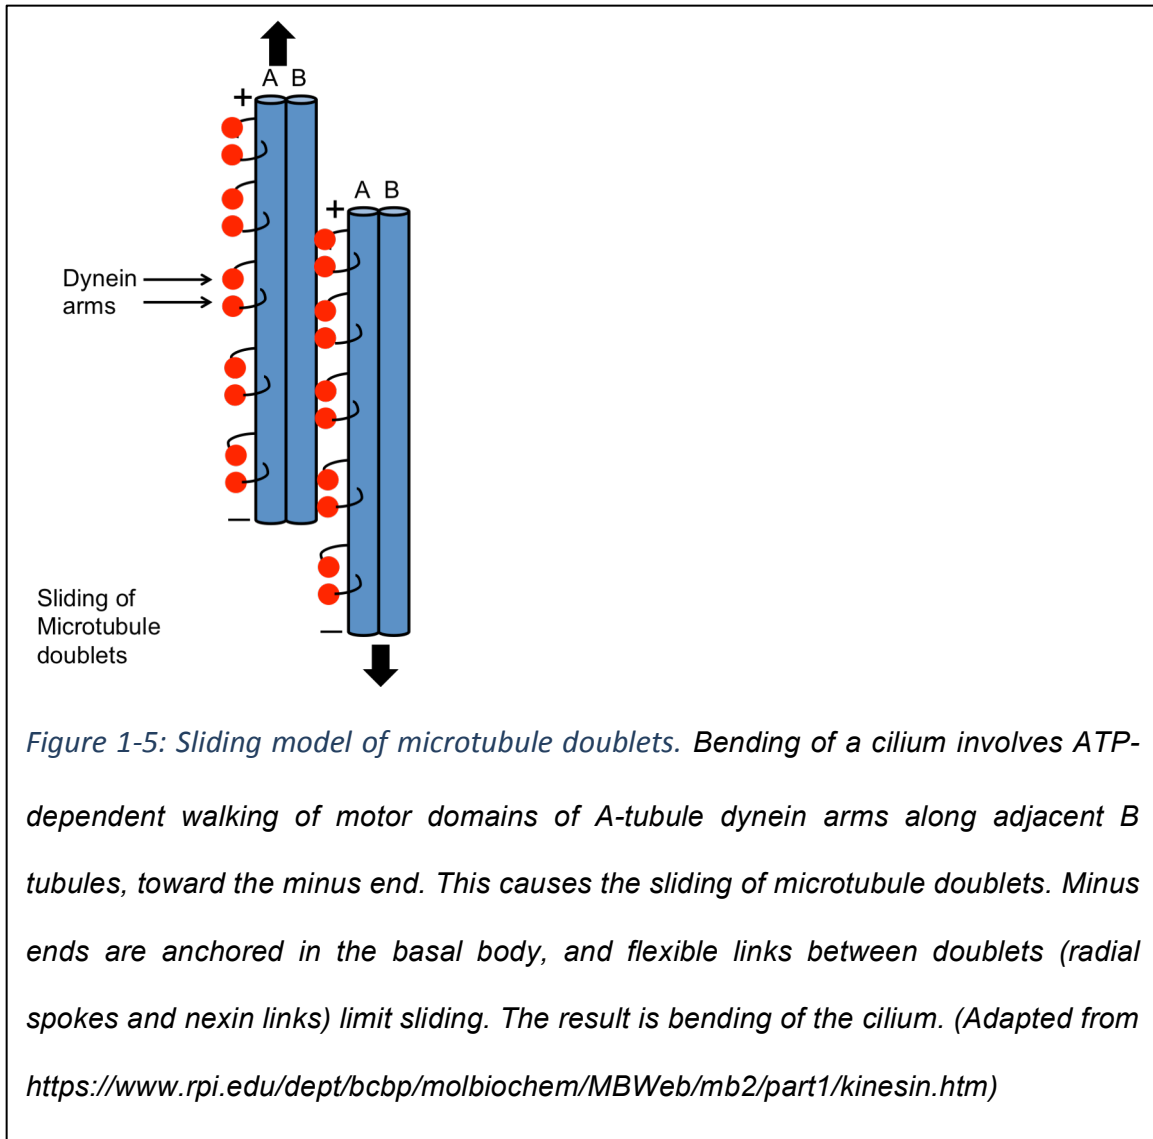 A B
+
A B
+
Dynein
arms
–
Sliding of
Microtubule
doublets
–
Figure 1-5: Sliding model of microtubule doublets. Bending of a cilium involves ATP-
dependent walking of motor domains of A-tubule dynein arms along adjacent B
tubules, toward the minus end. This causes the sliding of microtubule doublets. Minus
ends are anchored in the basal body, and flexible links between doublets (radial
spokes and nexin links) limit sliding. The result is bending of the cilium. (Adapted from
https://www.rpi.edu/dept/bcbp/molbiochem/MBWeb/mb2/part1/kinesin.htm)